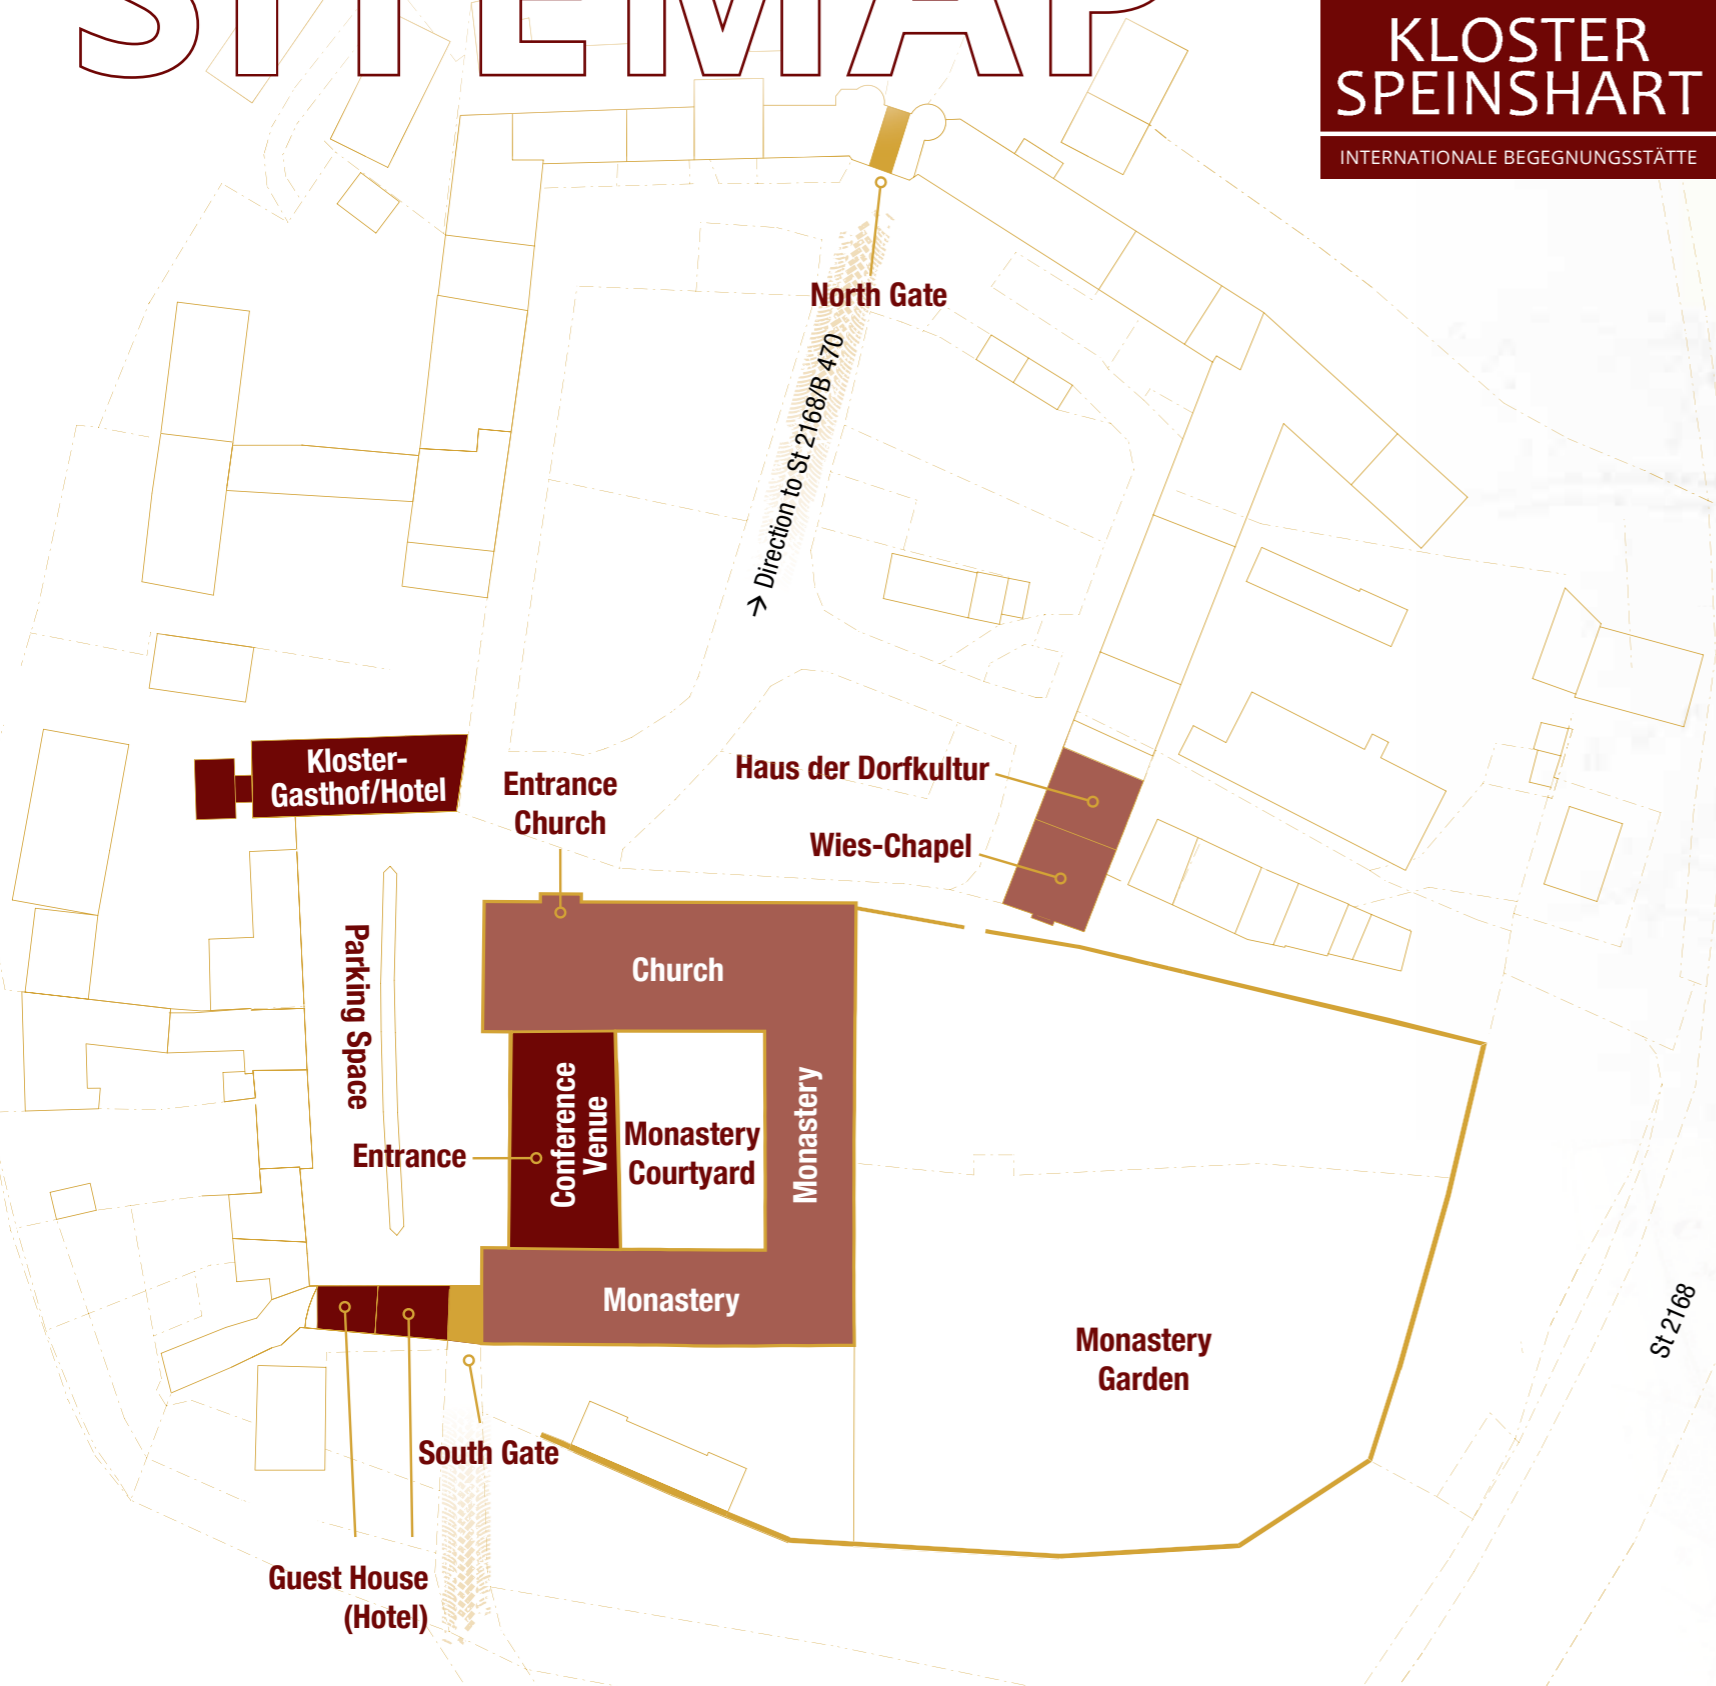 SITEMAP
KLOSTER
SPEINSHART
INTERNATIONALE BEGEGNUNGSSTÄTTE
North Gate
→ Direction to St 2168/B 470
Kloster-
Gasthof/Hotel
Entrance
Church
Haus der Dorfkultur
Wies-Chapel
Parking Space
Church
Entrance
Conference
Venue
Monastery
Courtyard
Monastery
Monastery
Monastery
Garden
St 2168
South Gate
Guest House
(Hotel)